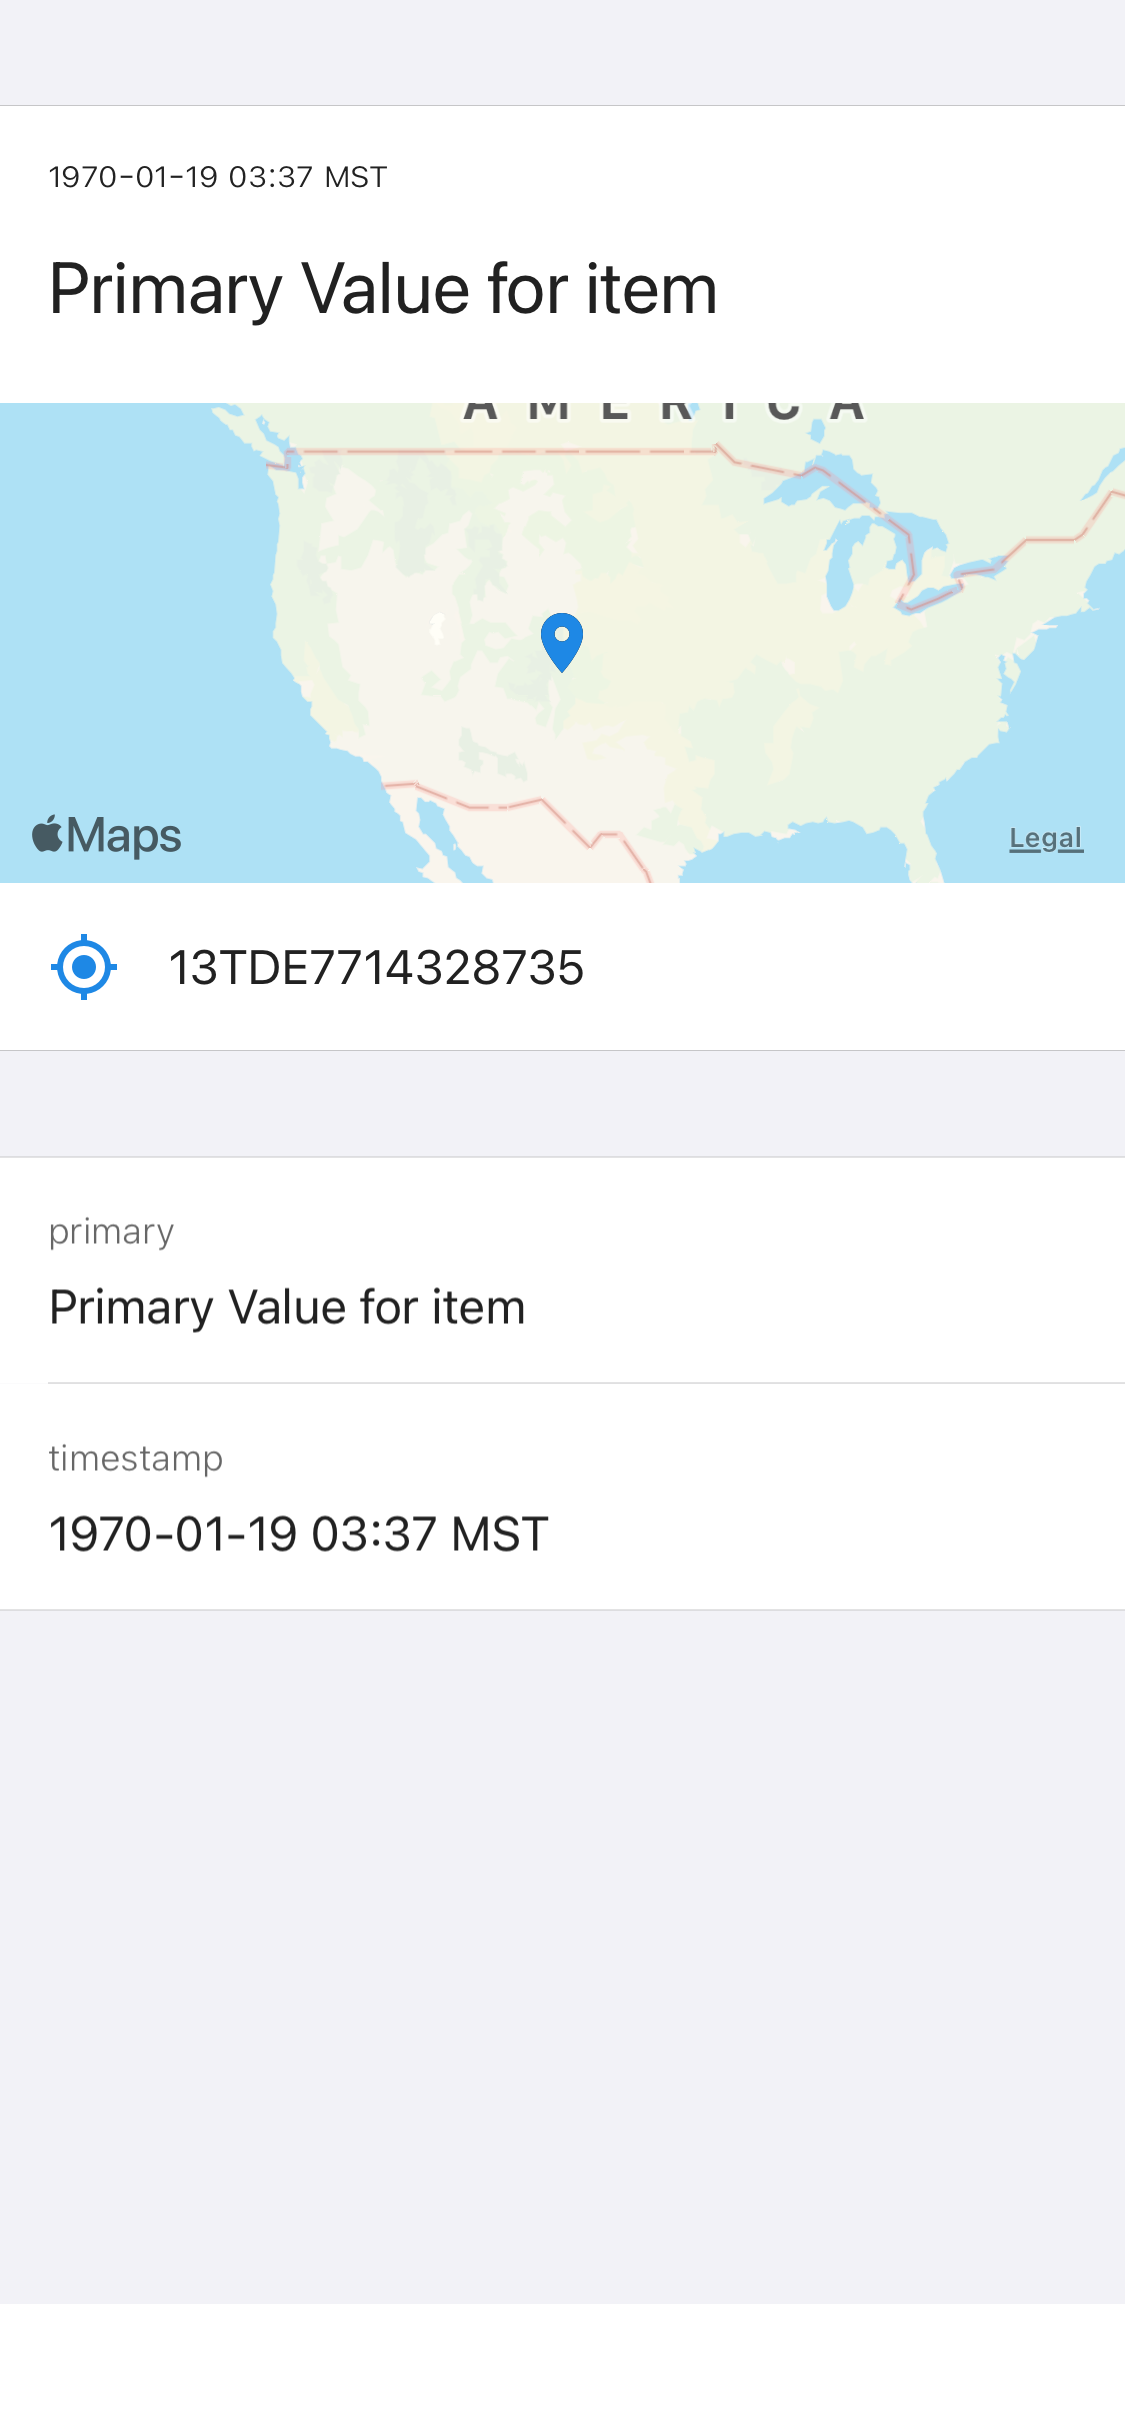 1970-01-19 03:37 MST
Primary Value for item
AMERICA
Maps
Legal
13TDE7714328735
primary
Primary Value for item
timestamp
1970-01-19 03:37 MST